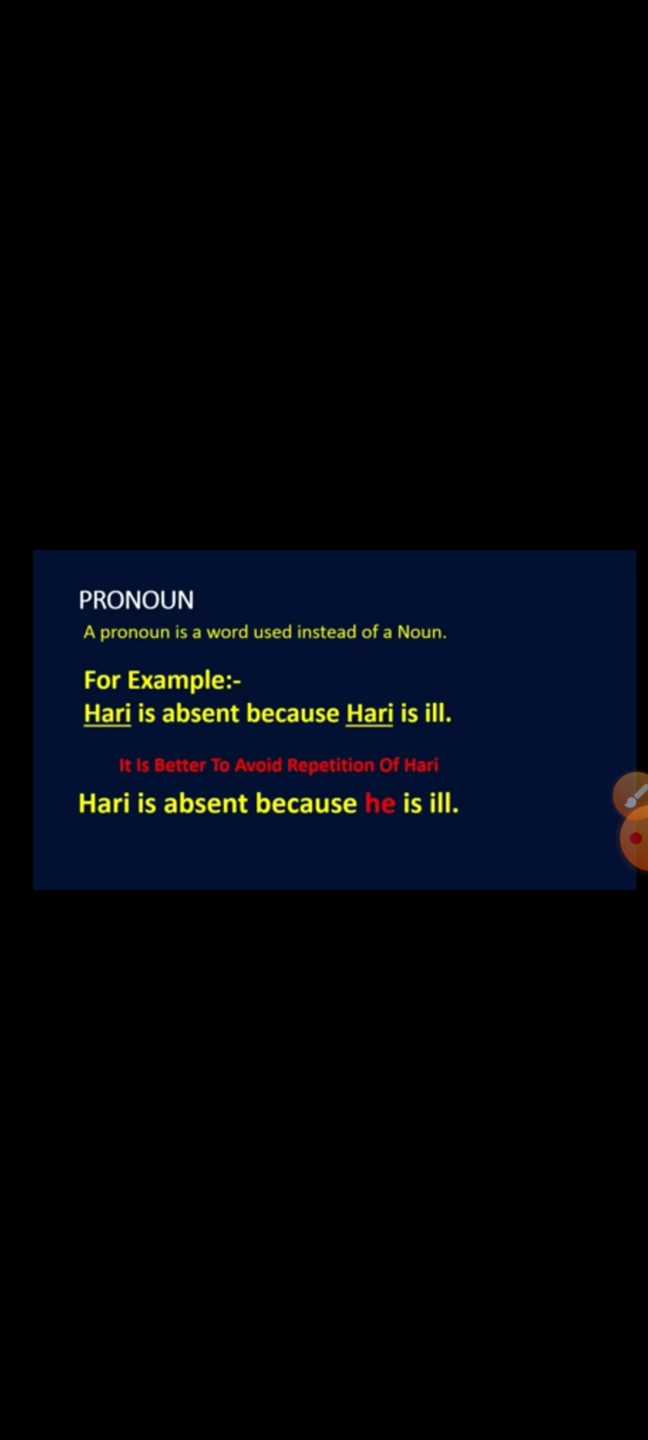 PRONOUN
A pronoun is a word used instead of a Noun.
For Example:-
Hari is absent because Hari is ill.
It Is Better To Avoid Repetition Of Hari
Hari is absent because he is ill.